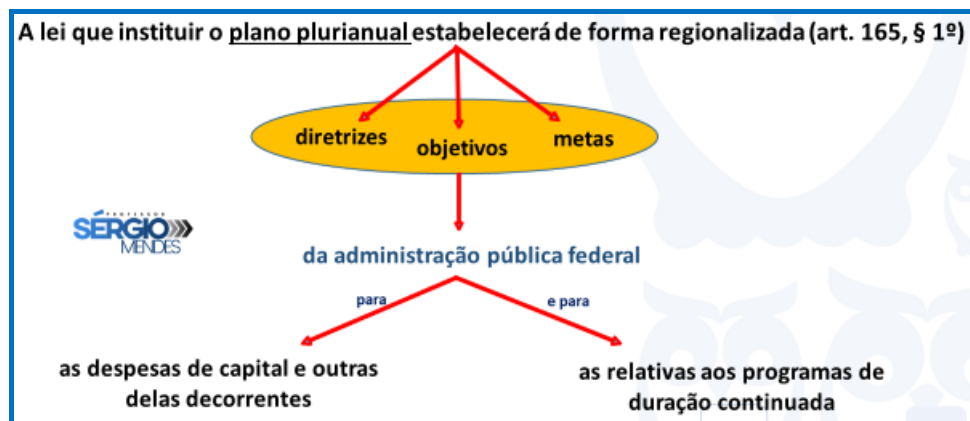 A lei que instituir o plano plurianual estabelecerá de forma regionalizada (art. 165, § 1º)
diretrizes
objetivos
metas
PROFESSOR
SÉRGIO
MENDES
da administração pública federal
para
e para
as despesas de capital e outras
delas decorrentes
as relativas aos programas de
duração continuada